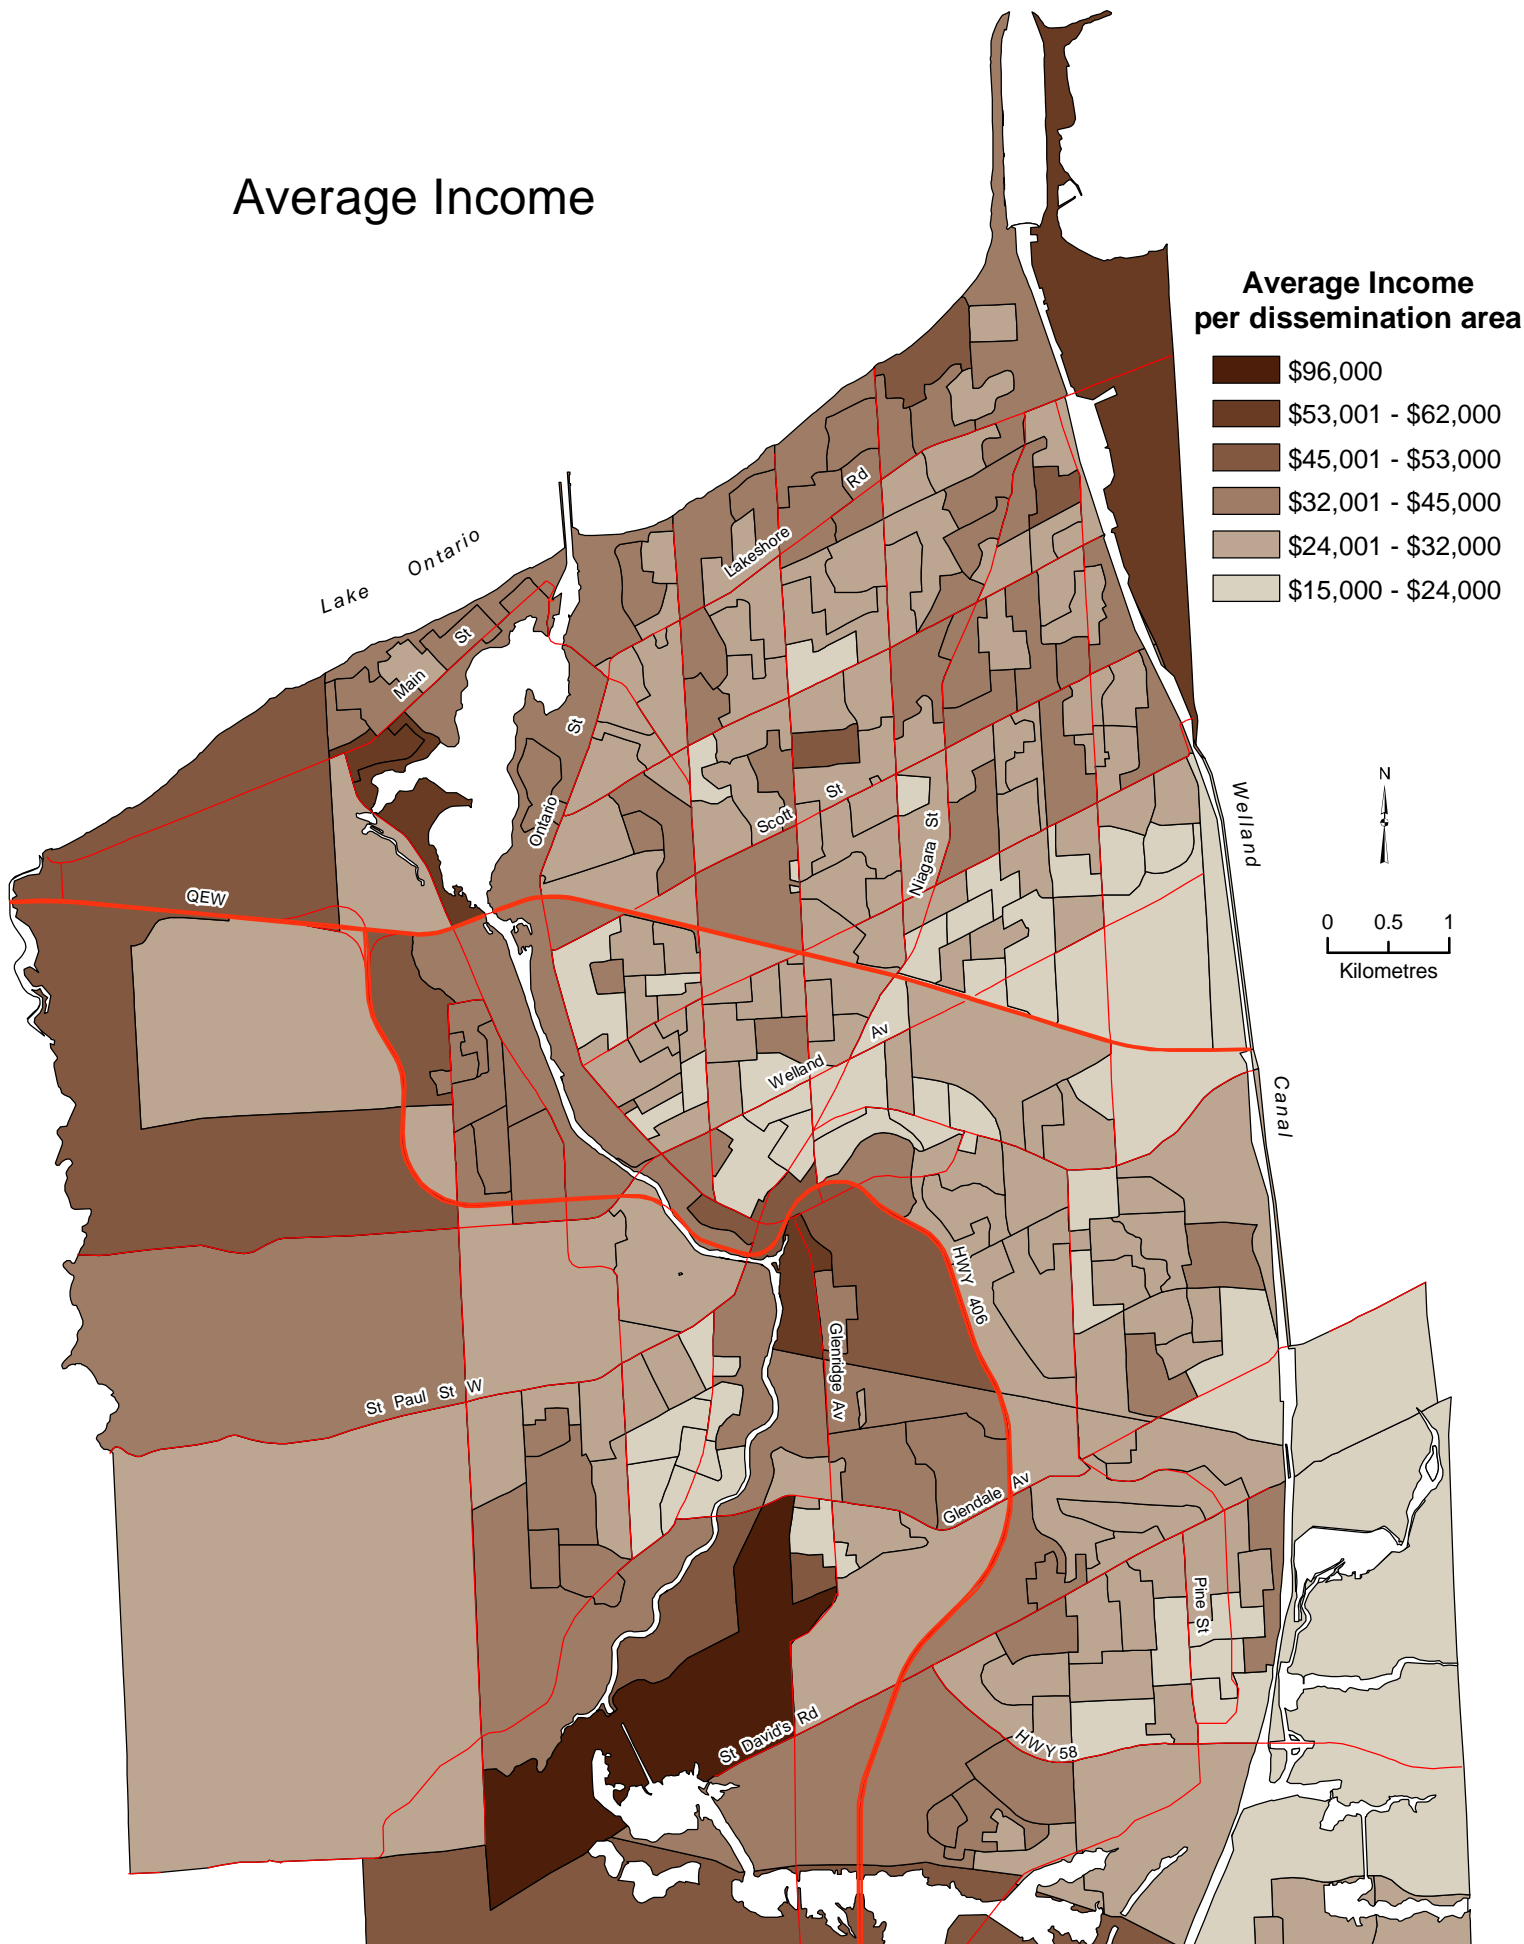 Average Income
Average Income
per dissemination area
$96,000
$53,001 - $62,000
$45,001 - $53,000
$32,001 - $45,000
$24,001 - $32,000
$15,000 - $24,000
Lake Ontario
Rd
Lakeshore
St
Main
St
Ontario
St
Scott
Niagara St
Welland
N
QEW
0 0.5 1
Kilometres
Av
Welland
Canal
HWY 406
Glenridge Av
St Paul St W
Glendale Av
Pine St
St David's Rd
HWY 58